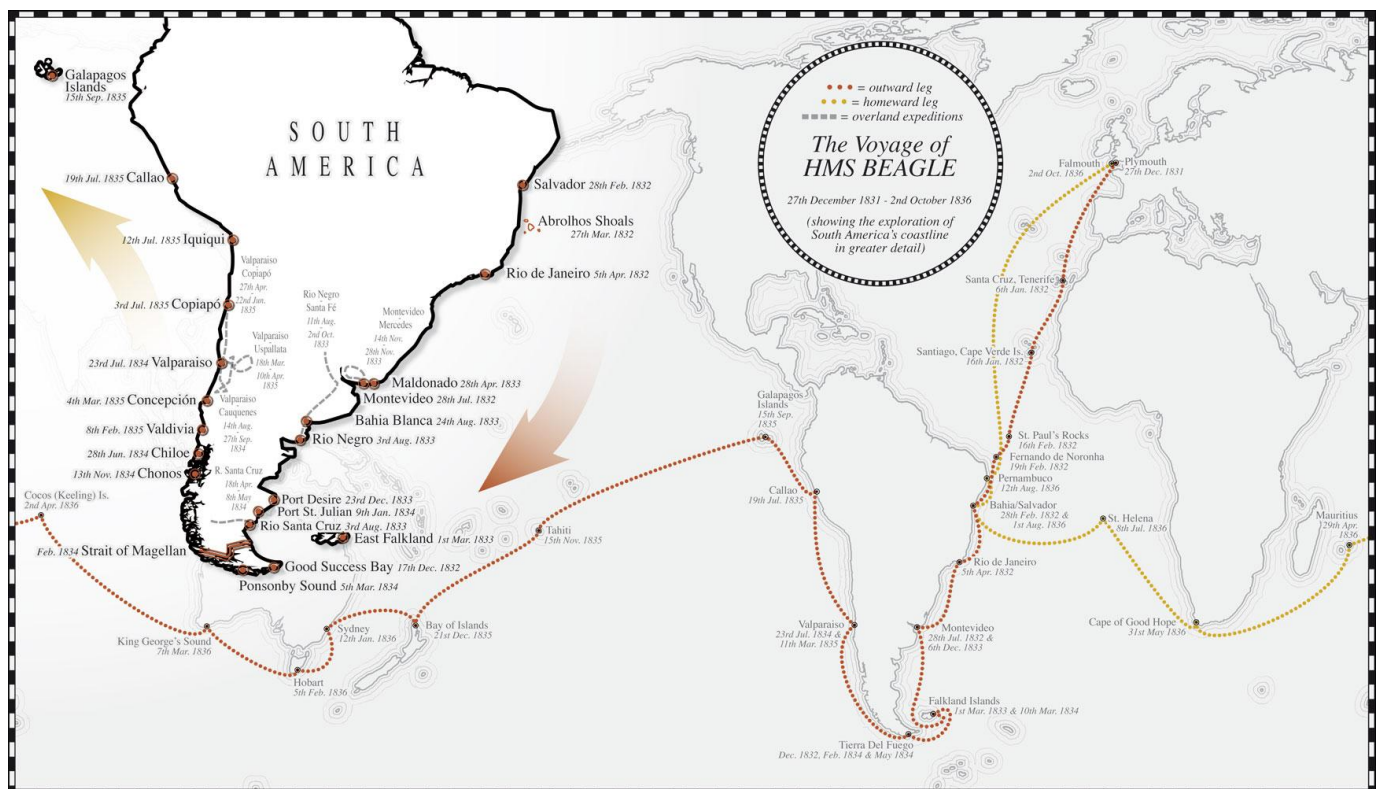 = outward leg
= homeward leg
= overland expeditions
The Voyage of
HMS BEAGLE
27th December 1831 - 2nd October 1836
(showing the exploration of
South America's coastline
in greater detail)
SOUTH
AMERICA
Galapagos
Islands
15th Sep. 1835
19th Jul. 1835 Callao
12th Jul. 1835 Iquiqui
3rd Jul. 1835 Copiapó
23rd Jul. 1834 Valparaiso
4th Mar. 1835 Concepción
8th Feb. 1835 Valdivia
28th Jun. 1834 Chiloe
13th Nov. 1834 Chonos
Feb. 1834 Strait of Magellan
Ponsonby Sound 5th Mar. 1834
Good Success Bay 17th Dec. 1832
East Falkland 1st Mar. 1833
Rio Santa Cruz 3rd Aug. 1833
Port St. Julian 9th Jan. 1834
Port Desire 23rd Dec. 1833
Rio Negro 3rd Aug. 1833
Bahia Blanca 24th Aug. 1833
Montevideo 28th Jul. 1832
Maldonado 28th Apr. 1833
Rio de Janeiro 5th Apr. 1832
Abrolhos Shoals
27th Mar. 1832
Salvador 28th Feb. 1832
Valparaiso
-
Copiapó
27th Apr.
-
22nd Jun.
1835
Valparaiso
-
Uspallata
18th Mar.
-
10th Apr.
1835
Valparaiso
-
Cauquenes
14th Aug.
-
27th Sep.
1834
R. Santa Cruz
18th Apr.
-
8th May
1834
Rio Negro
-
Santa Fé
11th Aug.
-
2nd Oct.
1833
Montevideo
-
Mercedes
14th Nov.
-
28th Nov.
1833
Falmouth
2nd Oct. 1836
Plymouth
27th Dec. 1831
Santa Cruz, Tenerife
6th Jan. 1832
Santiago, Cape Verde Is.
16th Jan. 1832
St. Paul's Rocks
16th Feb. 1832
Fernando de Noronha
19th Feb. 1832
Pernambuco
12th Aug. 1836
Bahia/Salvador
28th Feb. 1832 &
1st Aug. 1836
St. Helena
8th Jul. 1836
Mauritius
29th Apr.
1836
Rio de Janeiro
5th Apr. 1832
Cape of Good Hope
31st May 1836
Montevideo
28th Jul. 1832 &
6th Dec. 1833
Falkland Islands
1st Mar. 1833 & 10th Mar. 1834
Tierra Del Fuego
Dec. 1832, Feb. 1834 & May 1834
Valparaiso
23rd Jul. 1834 &
11th Mar. 1835
Callao
19th Jul. 1835
Galapagos
Islands
15th Sep.
1835
Tahiti
15th Nov. 1835
Bay of Islands
21st Dec. 1835
Sydney
12th Jan. 1836
Hobart
5th Feb. 1836
King George's Sound
7th Mar. 1836
Cocos (Keeling) Is.
2nd Apr. 1836